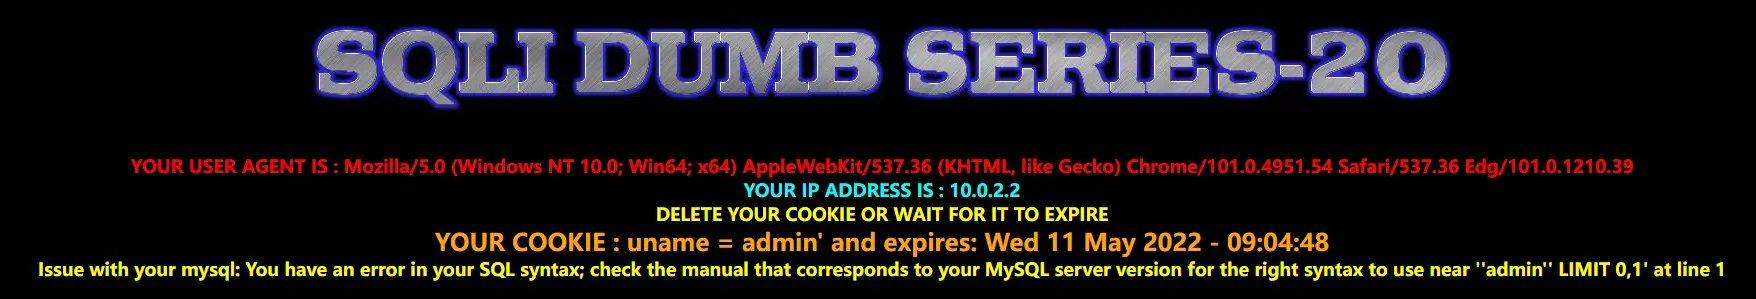 SQLI DUMB SERIES-20
YOUR USER AGENT IS : Mozilla/5.0 (Windows NT 10.0; Win64; x64) AppleWebKit/537.36 (KHTML, like Gecko) Chrome/101.0.4951.54 Safari/537.36 Edg/101.0.1210.39
YOUR IP ADDRESS IS : 10.0.2.2
DELETE YOUR COOKIE OR WAIT FOR IT TO EXPIRE
YOUR COOKIE : uname = admin' and expires: Wed 11 May 2022 - 09:04:48
Issue with your mysql: You have an error in your SQL syntax; check the manual that corresponds to your MySQL server version for the right syntax to use near ''admin'' LIMIT 0,1' at line 1